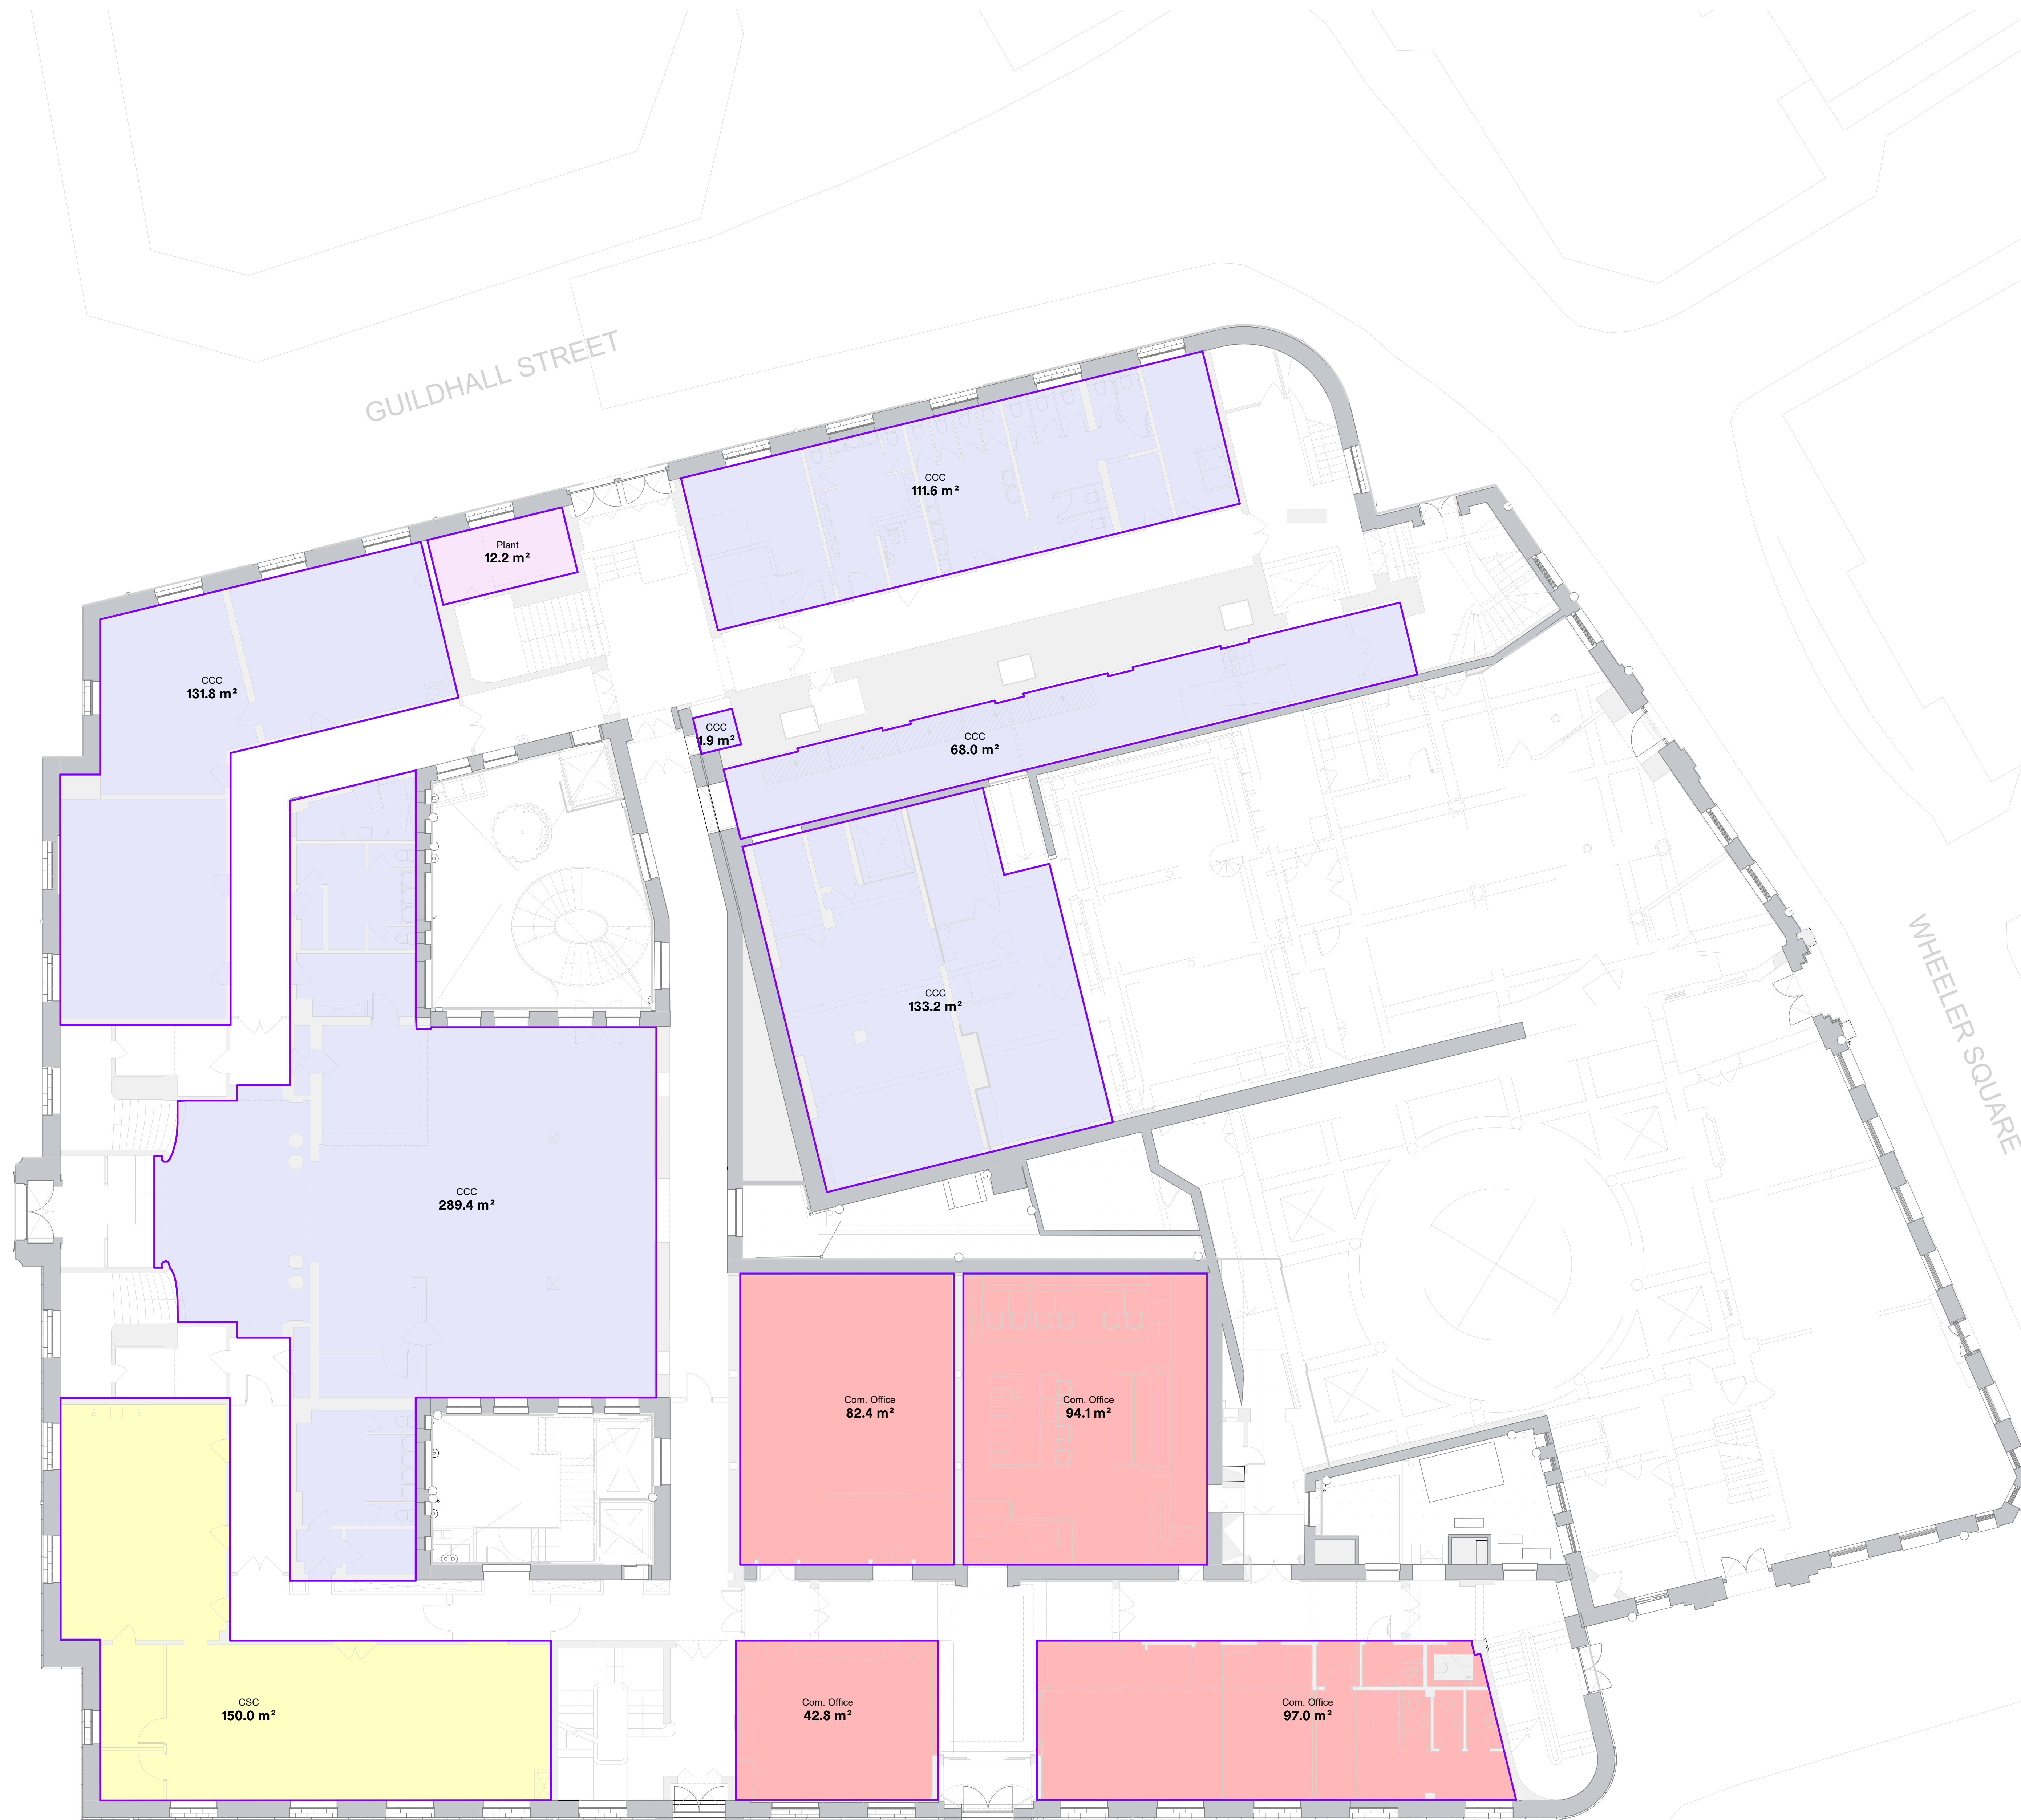 GUILDHALL STREET
CCC
111.6 m²
Plant
12.2 m²
CCC
131.8 m²
CCC
1.9 m²
CCC
68.0 m²
WHEELER SQUARE
CCC
133.2 m²
CCC
289.4 m²
Com. Office
82.4 m²
Com. Office
94.1 m²
CSC
150.0 m²
Com. Office
42.8 m²
Com. Office
97.0 m²